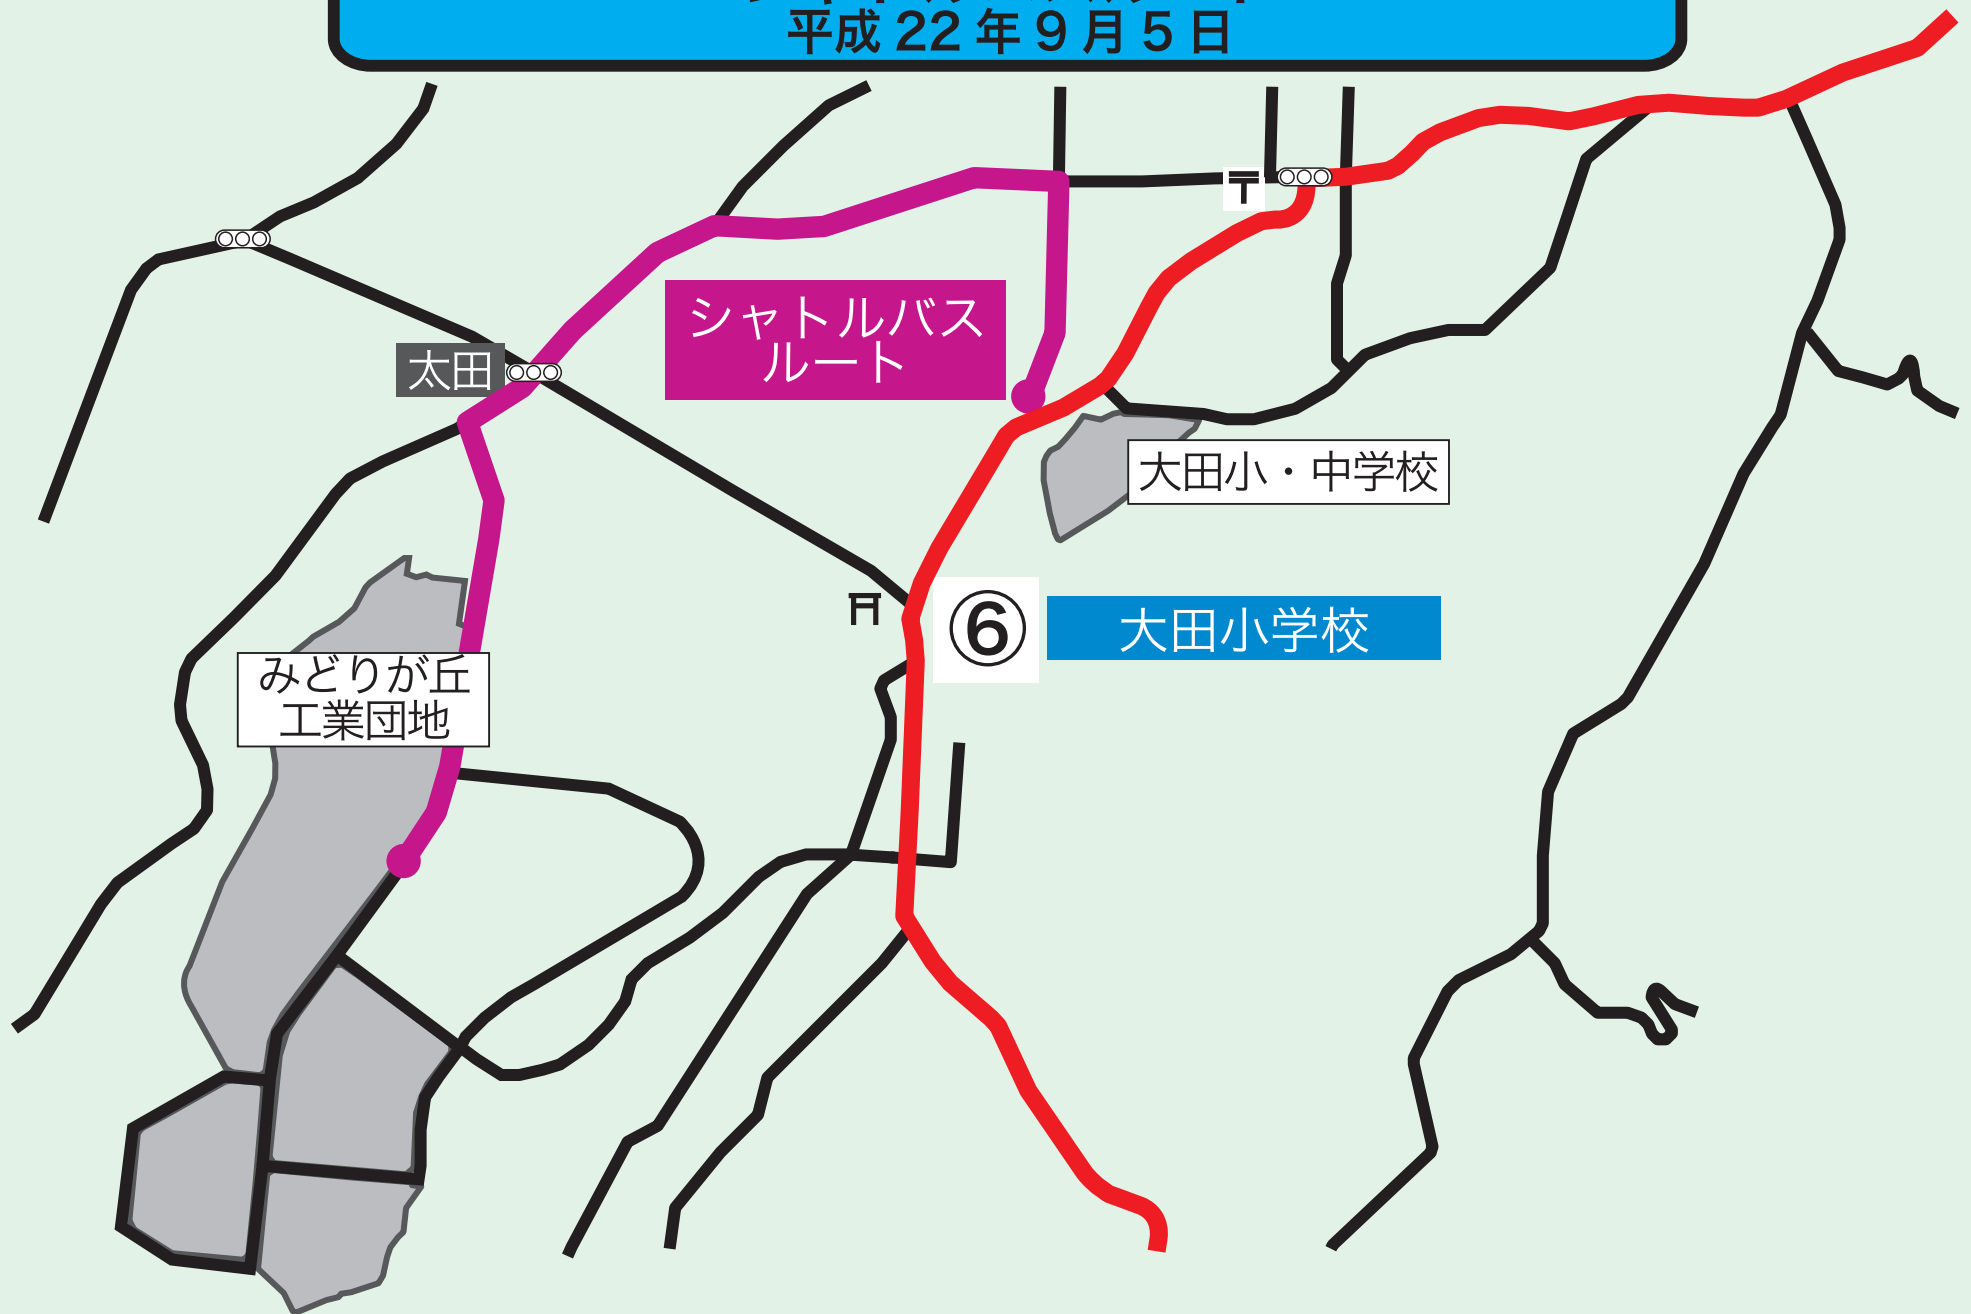 平成 22 年 9 月 5 日
〒
シャトルバス
ルート
太田
大田小・中学校
⑥
大田小学校
みどりが丘
工業団地